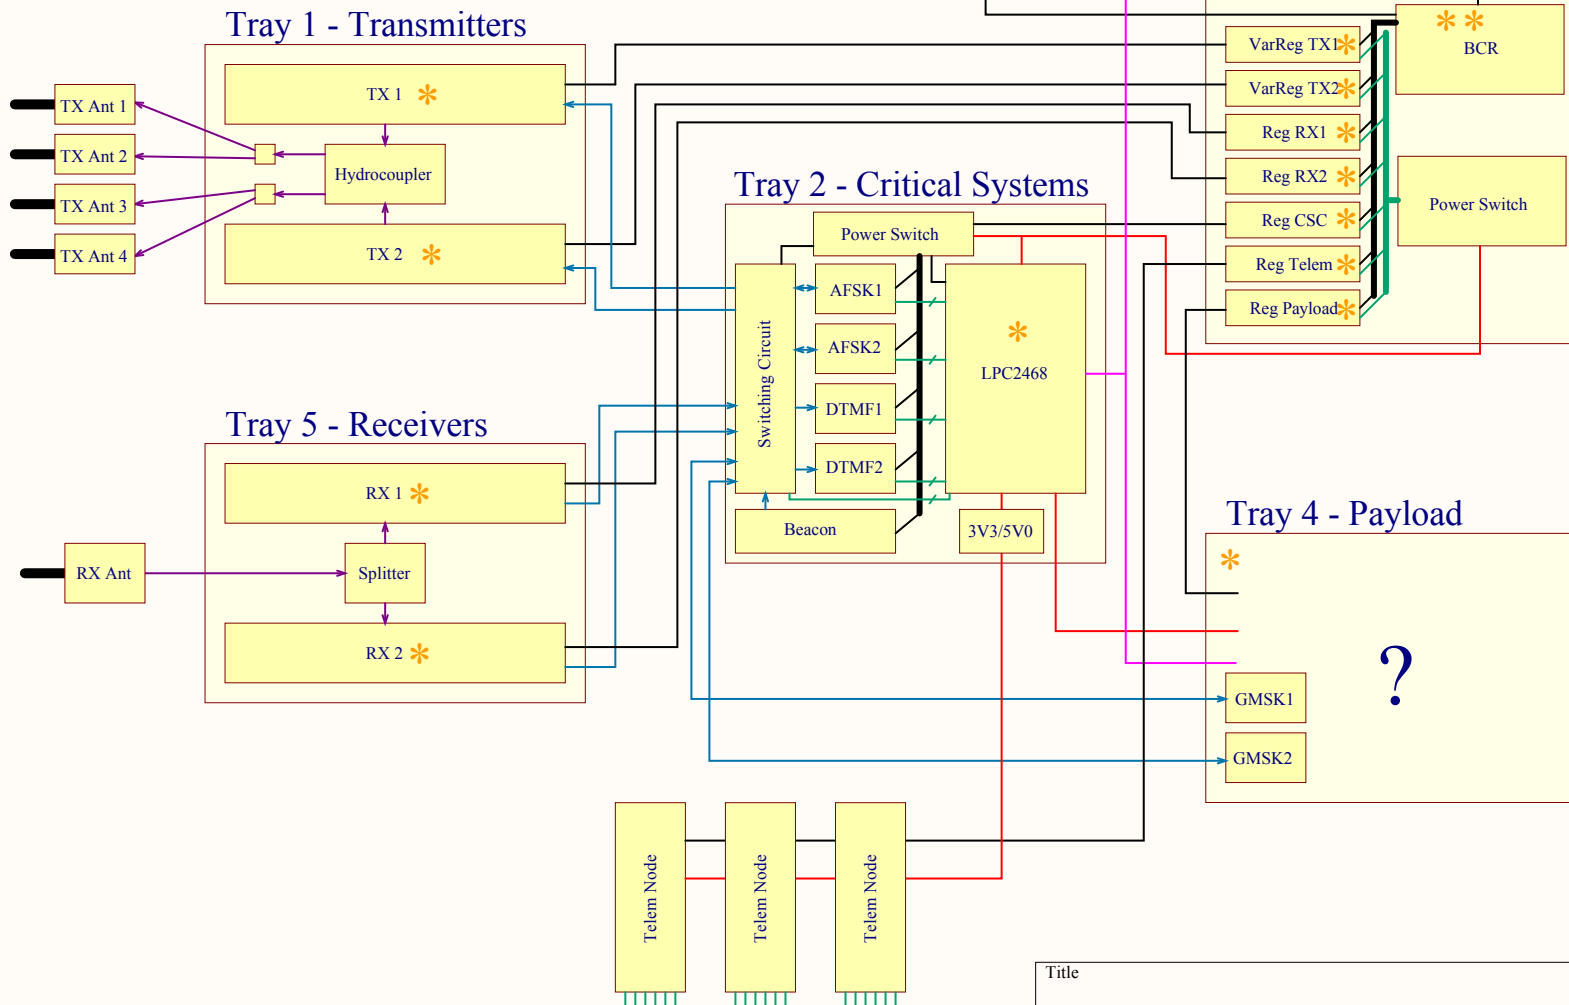 Tray 1 - Transmitters
TX 1
TX Ant 1
TX Ant 2
TX Ant 3
TX Ant 4
Hydrocoupler
TX 2
VarReg TX1
VarReg TX2
Reg RX1
Reg RX2
Reg CSC
Reg Telem
Reg Payload
BCR
Power Switch
Tray 2 - Critical Systems
Power Switch
Switching Circuit
AFSK1
AFSK2
DTMF1
DTMF2
LPC2468
Beacon
3V3/5V0
Tray 5 - Receivers
RX 1
RX Ant
Splitter
RX 2
Tray 4 - Payload
?
GMSK1
GMSK2
Telem Node
Telem Node
Telem Node
Title